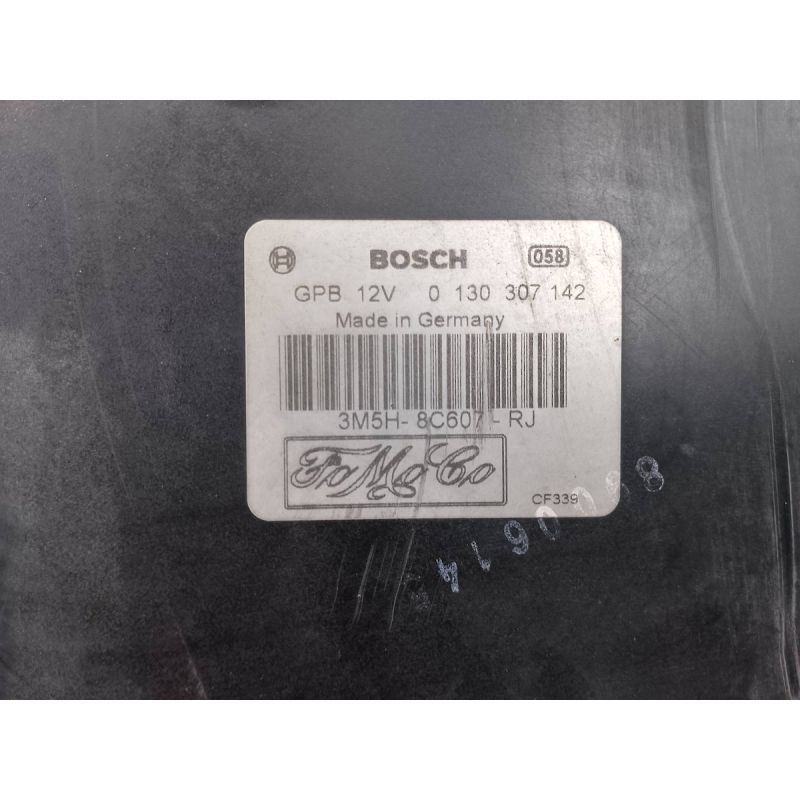 BOSCH 058
GPB 12V 0 130 307 142
Made in Germany
3M5H-8C607-RJ
FoMoCo
CF339